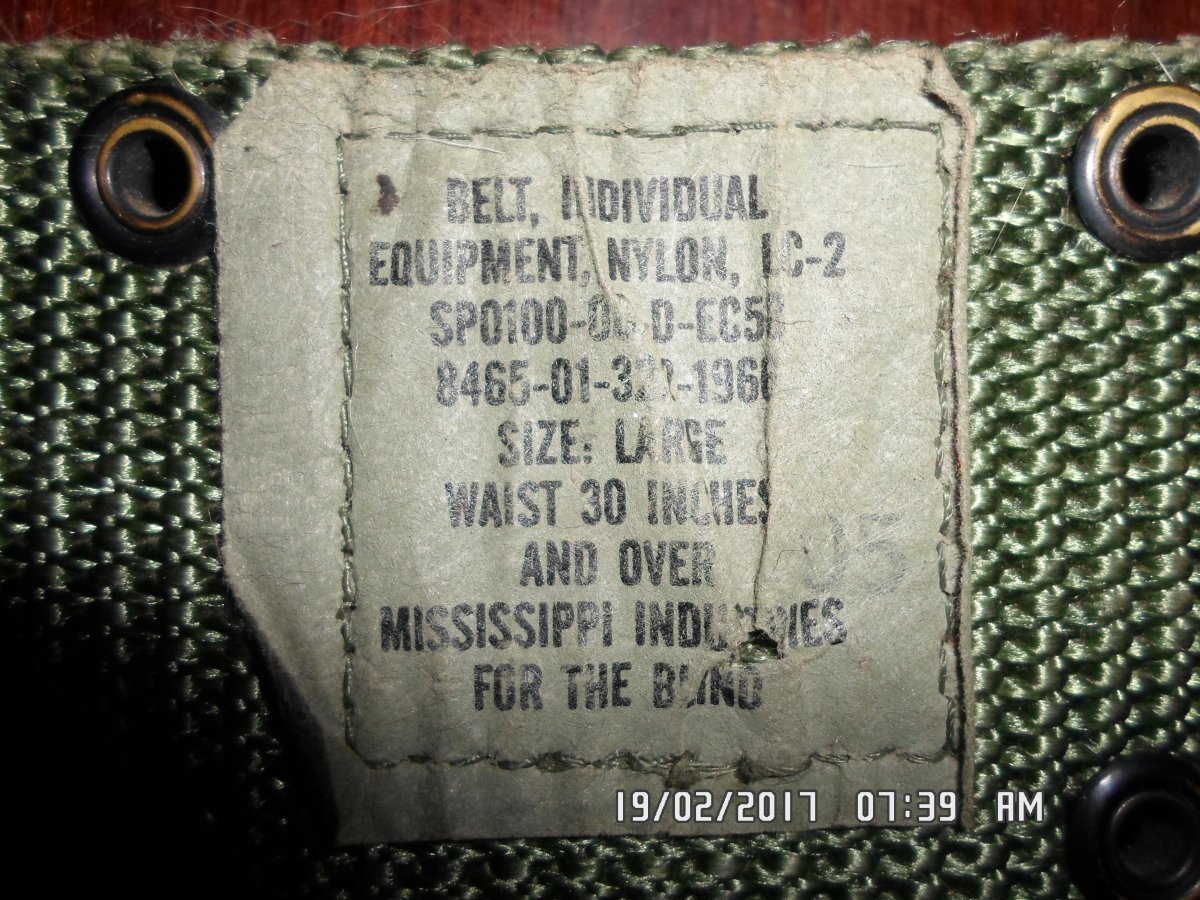 BELT, INDIVIDUAL
EQUIPMENT, NYLON, LC-2
SIZE: LARGE
WAIST 30 INCHES
AND OVER
MISSISSIPPI INDUSTRIES
FOR THE BLIND
19/02/2017 07:39 AM